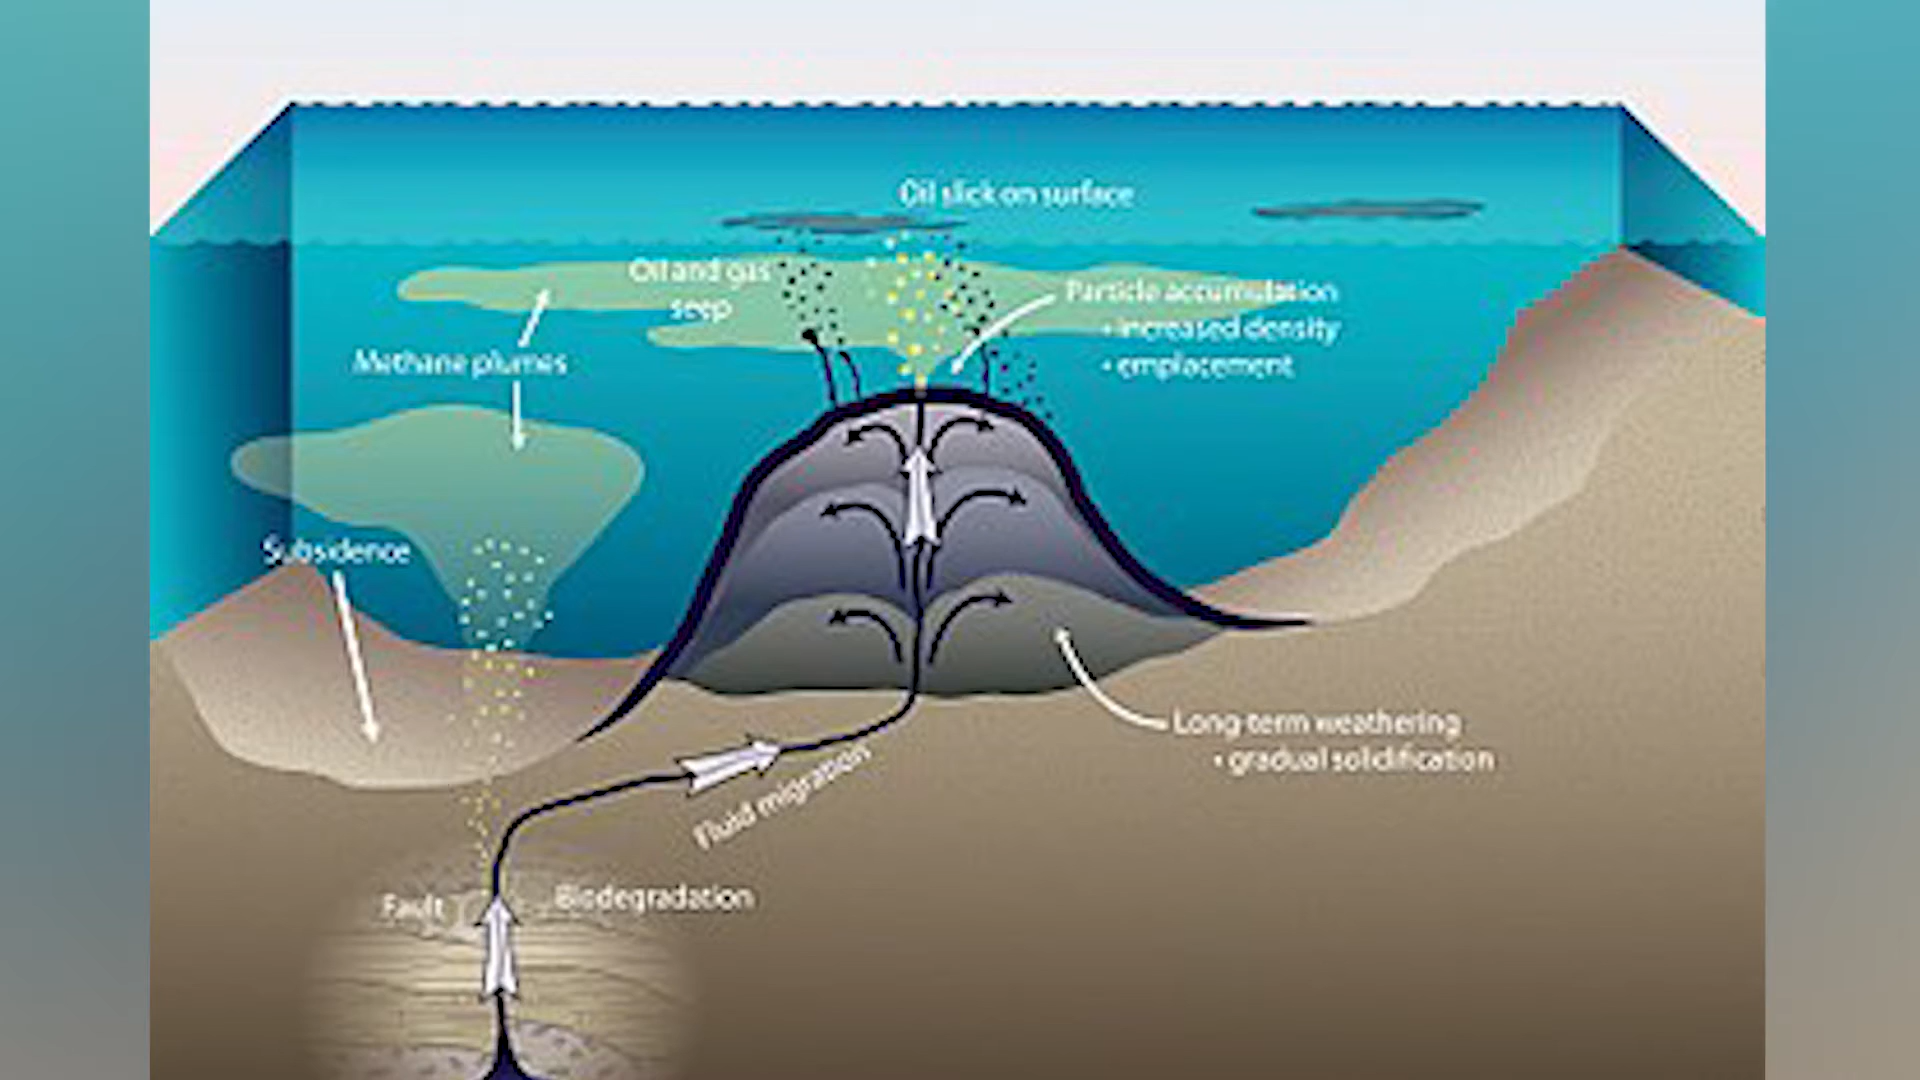 Oil slick on surface
Oil and gas
seep
Particle accumulation
• increased density
• emplacement
Methane plumes
Subsidence
Long-term weathering
• gradual solidification
Fluid migration
Fault
Biodegradation